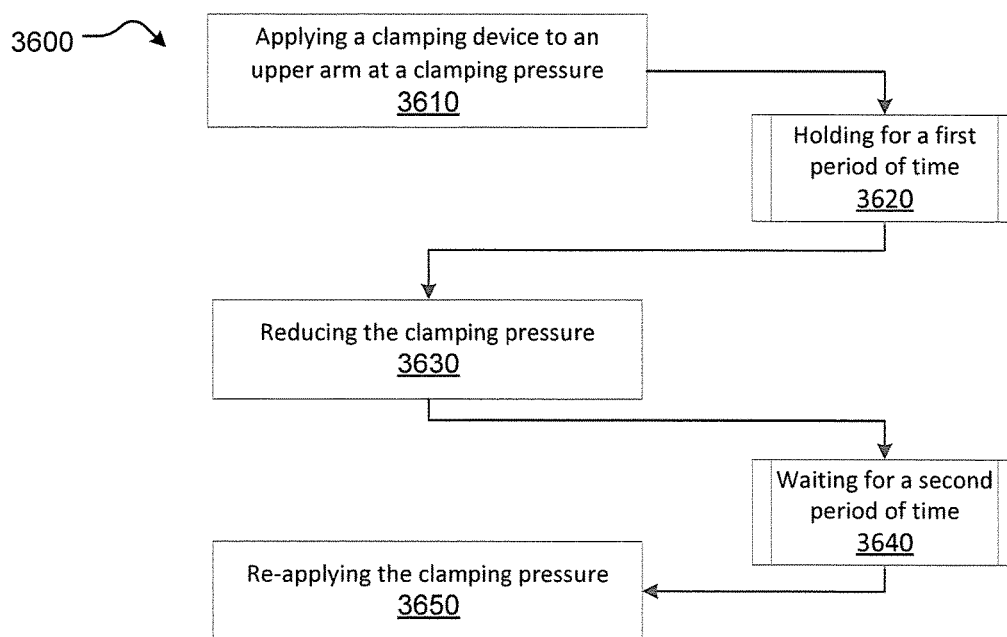 3600
Applying a clamping device to an
upper arm at a clamping pressure
3610
Holding for a first
period of time
3620
Reducing the clamping pressure
3630
Waiting for a second
period of time
3640
Re-applying the clamping pressure
3650